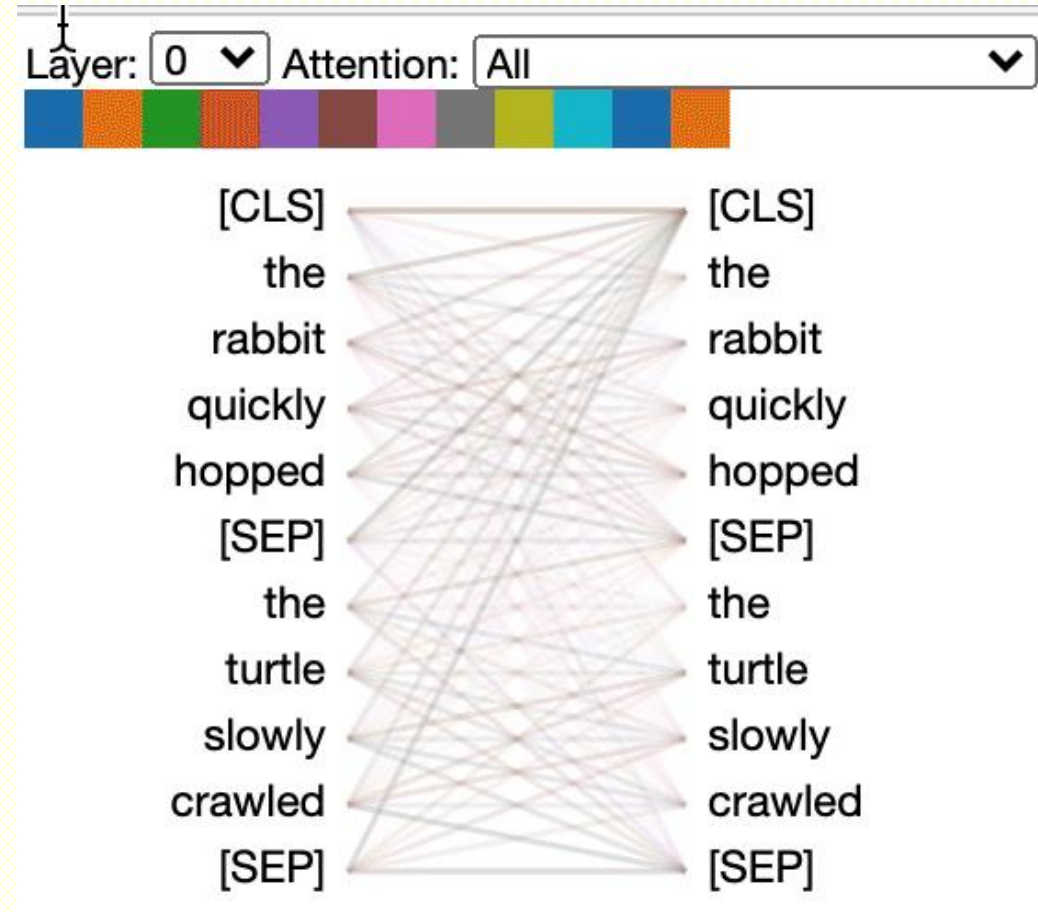 Layer: 0 Attention: All
[CLS] [CLS]
the the
rabbit rabbit
quickly quickly
hopped hopped
[SEP] [SEP]
the the
turtle turtle
slowly slowly
crawled crawled
[SEP] [SEP]